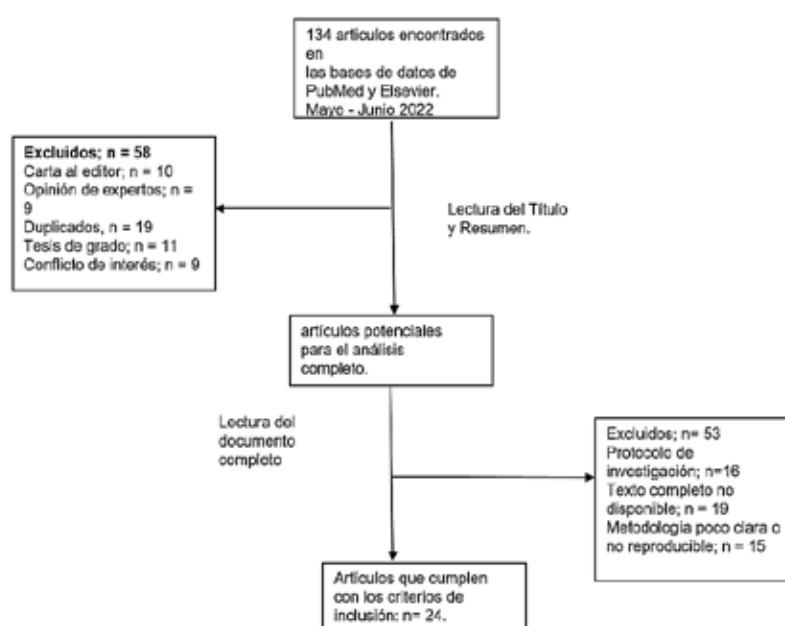 134 artículos encontrados
en
las bases de datos de
PubMed y Elsevier.
Mayo - Junio 2022
Excluidos; n = 58
Carta al editor; n = 10
Opinión de expertos; n =
9
Duplicados, n = 19
Tesis de grado; n = 11
Conflicto de interés; n = 9
Lectura del Título
y Resumen.
artículos potenciales
para el análisis
completo.
Lectura del
documento
completo
Excluidos; n= 53
Protocolo de
investigación; n=16
Texto completo no
disponible; n = 19
Metodología poco clara o
no reproducible; n = 15
Artículos que cumplen
con los criterios de
inclusión: n= 24.